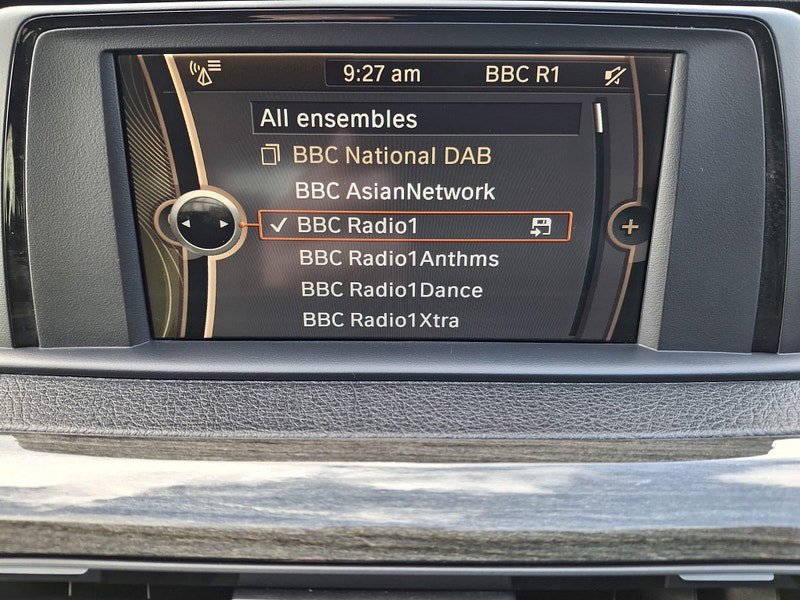 9:27 am BBC R1
All ensembles
BBC National DAB
BBC AsianNetwork
BBC Radio1
BBC Radio1Anthms
BBC Radio1Dance
BBC Radio1Xtra